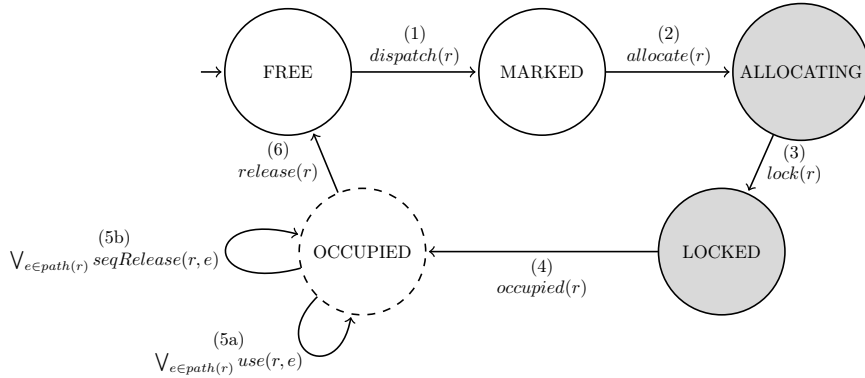 (1)
dispatch(r)
(2)
allocate(r)
FREE
MARKED
ALLOCATING
(3)
lock(r)
(6)
release(r)
(5b)
⋁e∈path(r) seqRelease(r, e)
OCCUPIED
LOCKED
(4)
occupied(r)
(5a)
⋁e∈path(r) use(r, e)